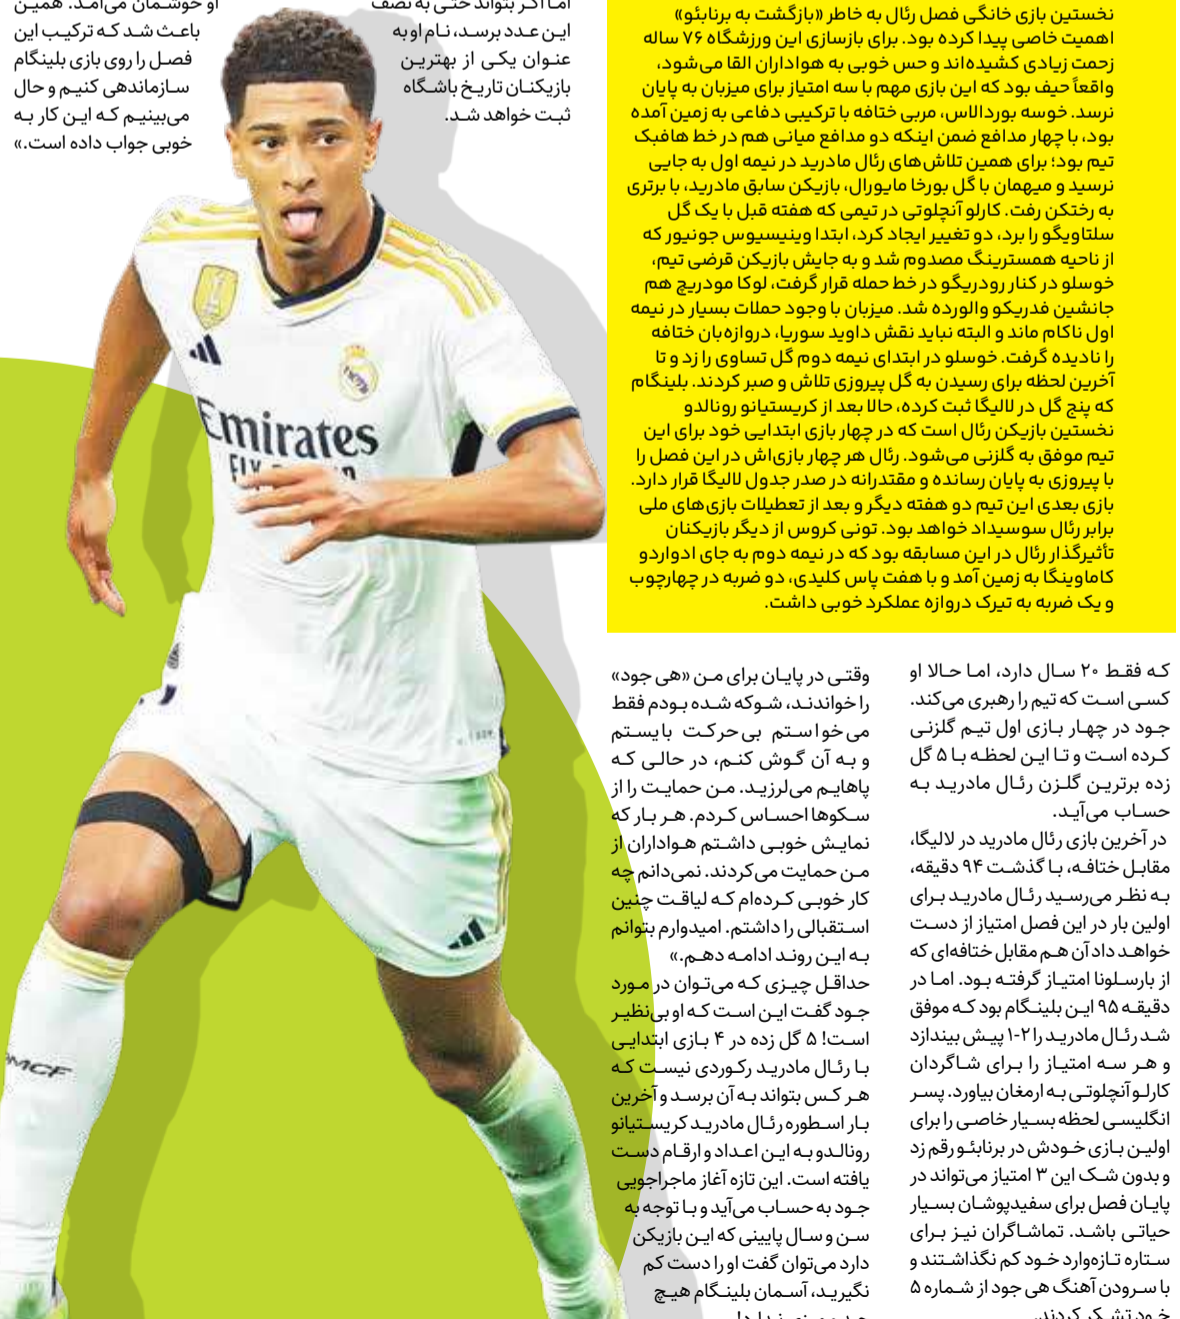 نخستین بازی خانگی فصل رئال به خاطر «بازگشت به برنابئو»
اهمیت خاصی پیدا کرده بود. برای بازسازی این ورزشگاه ۷۶ ساله
زحمت زیادی کشیده‌اند و حس خوبی به هواداران القا می‌شود،
واقعاً حیف بود که این بازی مهم با سه امتیاز برای میزبان به پایان
نرسد. خوسه بوردالاس، مربی ختافه با ترکیبی دفاعی به زمین آمده
بود، با چهار مدافع ضمن اینکه دو مدافع میانی هم در خط هافبک
تیم بود؛ برای همین تلاش‌های رئال مادرید در نیمه اول به جایی
نرسید و میهمان با گل بورخا مایورال، بازیکن سابق مادرید، با برتری
به رختکن رفت. کارلو آنچلوتی در تیمی که هفته قبل با یک گل
سلتاویگو را برد، دو تغییر ایجاد کرد، ابتدا وینیسیوس جونیور که
از ناحیه همسترینگ مصدوم شد و به جایش بازیکن قرضی تیم،
خوسلو در کنار رودریگو در خط حمله قرار گرفت، لوکا مودریچ هم
جانشین فدریکو والورده شد. میزبان با وجود حملات بسیار در نیمه
اول ناکام ماند و البته نباید نقش داوید سوریا، دروازه‌بان ختافه
را نادیده گرفت. خوسلو در ابتدای نیمه دوم گل تساوی را زد و تا
آخرین لحظه برای رسیدن به گل پیروزی تلاش و صبر کردند. بلینگام
که پنج گل در لالیگا ثبت کرده، حالا بعد از کریستیانو رونالدو
نخستین بازیکن رئال است که در چهار بازی ابتدایی خود برای این
تیم موفق به گلزنی می‌شود. رئال هر چهار بازی‌اش در این فصل را
با پیروزی به پایان رسانده و مقتدرانه در صدر جدول لالیگا قرار دارد.
بازی بعدی این تیم دو هفته دیگر و بعد از تعطیلات بازی‌های ملی
برابر رئال سوسیداد خواهد بود. تونی کروس از دیگر بازیکنان
تأثیرگذار رئال در این مسابقه بود که در نیمه دوم به جای ادواردو
کاماوینگا به زمین آمد و با هفت پاس کلیدی، دو ضربه در چهارچوب
و یک ضربه به تیرک دروازه عملکرد خوبی داشت.
که فقط ۲۰ سال دارد، اما حالا او
کسی است که تیم را رهبری می‌کند.
جود در چهار بازی اول تیم گلزنی
کرده است و تا این لحظه با ۵ گل
زده برترین گلزن رئال مادرید به
حساب می‌آید.
در آخرین بازی رئال مادرید در لالیگا،
مقابل ختافه، با گذشت ۹۴ دقیقه،
به نظر می‌رسید رئال مادرید برای
اولین بار در این فصل امتیاز از دست
خواهد داد آن هم مقابل ختافه‌ای که
از بارسلونا امتیاز گرفته بود. اما در
دقیقه ۹۵ این بلینگام بود که موفق
شد رئال مادرید را ۲-۱ پیش بیندازد
و هر سه امتیاز را برای شاگردان
کارلو آنچلوتی به ارمغان بیاورد. پسر
انگلیسی لحظه بسیار خاصی را برای
اولین بازی خودش در برنابئو رقم زد
و بدون شک این ۳ امتیاز می‌تواند در
پایان فصل برای سفیدپوشان بسیار
حیاتی باشد. تماشاگران نیز برای
ستاره تازه‌وارد خود کم نگذاشتند و
با سرودن آهنگ هی جود از شماره ۵
خود تشکر کردند.
وقتی در پایان برای من «هی جود»
را خواندند، شوکه شده بودم فقط
می‌خواستم بی‌حرکت بایستم
و به آن گوش کنم، در حالی که
پاهایم می‌لرزید. من حمایت را از
سکوها احساس کردم. هر بار که
نمایش خوبی داشتم هواداران از
من حمایت می‌کردند. نمی‌دانم چه
کار خوبی کرده‌ام که لیاقت چنین
استقبالی را داشتم. امیدوارم بتوانم
به این روند ادامه دهم.»
حداقل چیزی که می‌توان در مورد
جود گفت این است که او بی‌نظیر
است! ۵ گل زده در ۴ بازی ابتدایی
با رئال مادرید رکوردی نیست که
هر کس بتواند به آن برسد و آخرین
بار اسطوره رئال مادرید کریستیانو
رونالدو به این اعداد و ارقام دست
یافته است. این تازه آغاز ماجراجویی
جود به حساب می‌آید و با توجه به
سن و سال پایینی که این بازیکن
دارد می‌توان گفت او را دست کم
نگیرید، آسمان بلینگام هیچ
اما اگر بتواند حتی به نصف
این عدد برسد، نام او به
عنوان یکی از بهترین
بازیکنان تاریخ باشگاه
ثبت خواهد شد.
او خوشمان می‌آمد. همین
باعث شد که ترکیب این
فصل را روی بازی بلینگام
سازماندهی کنیم و حال
می‌بینیم که این کار به
خوبی جواب داده است.»
Emirates
FLY